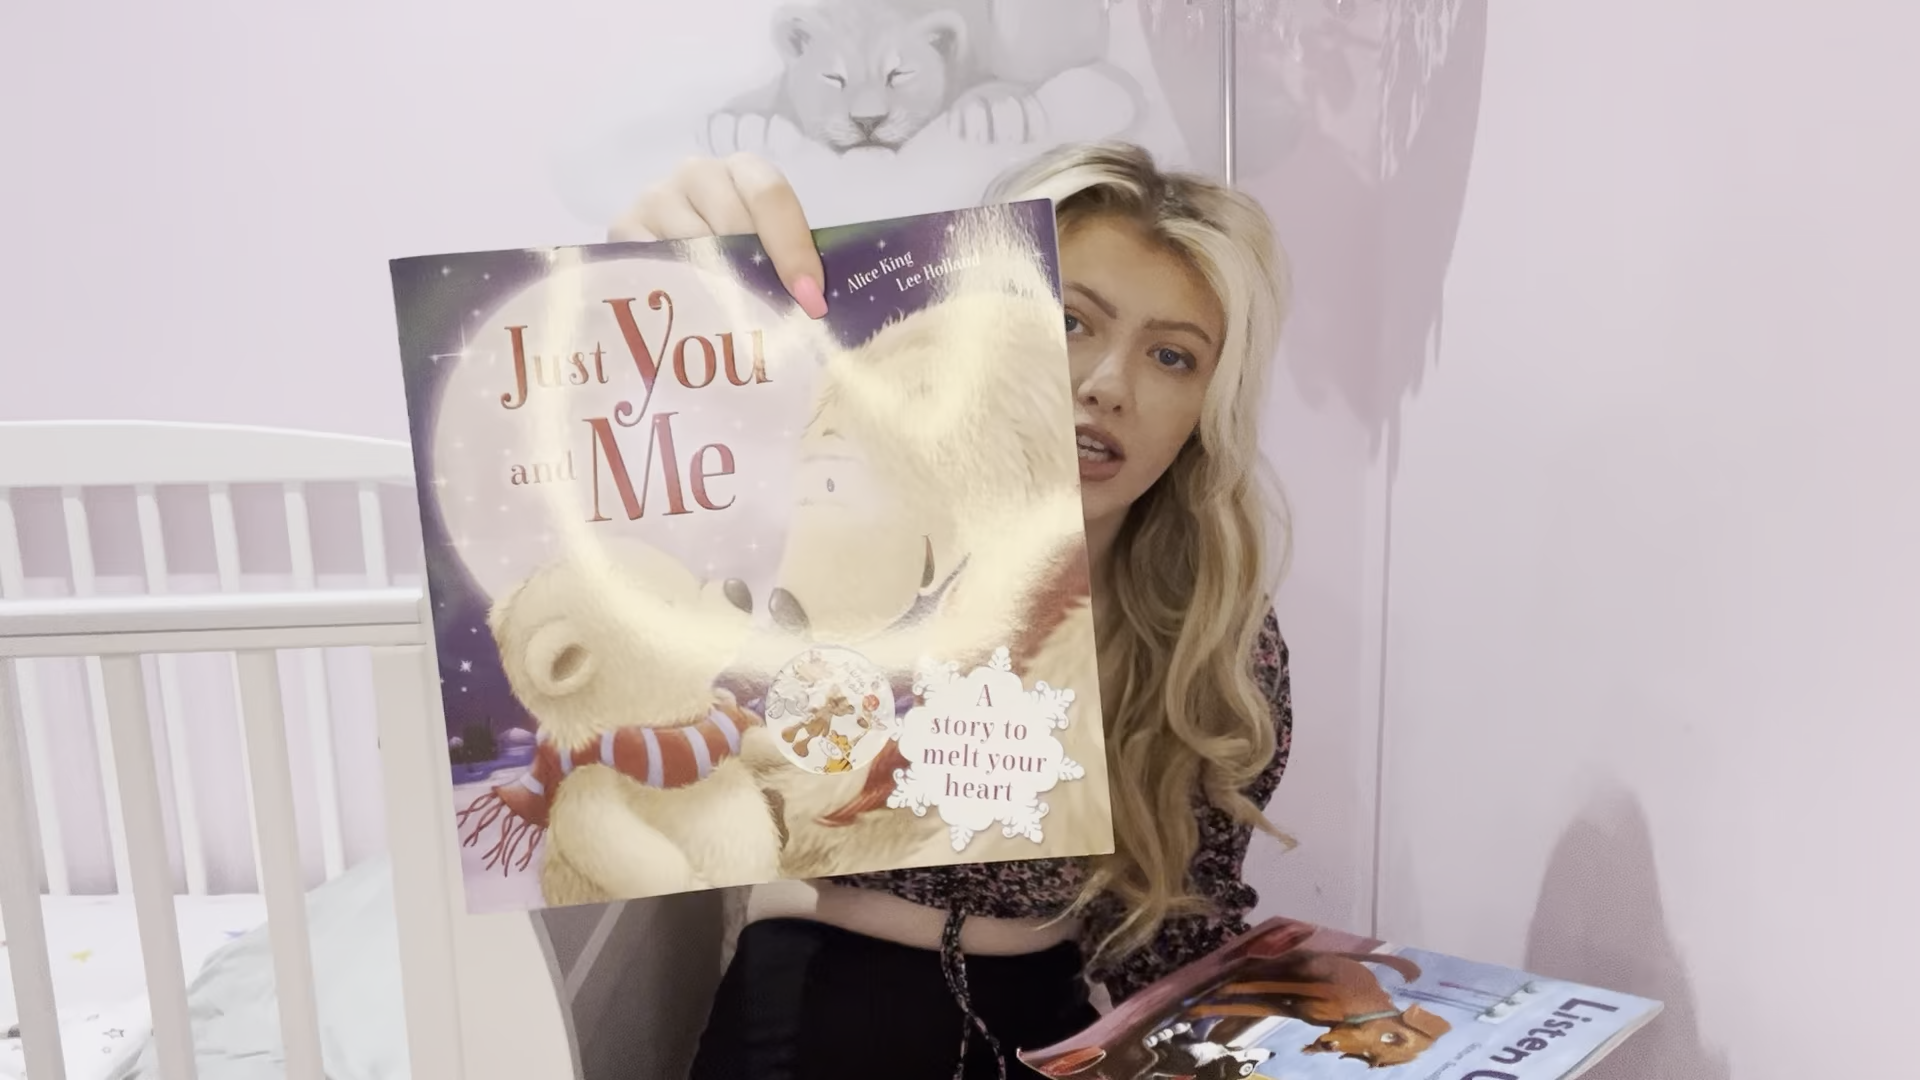 Alice King
Lee Holland
Just You
and Me
A
story to
melt your
heart
Listen